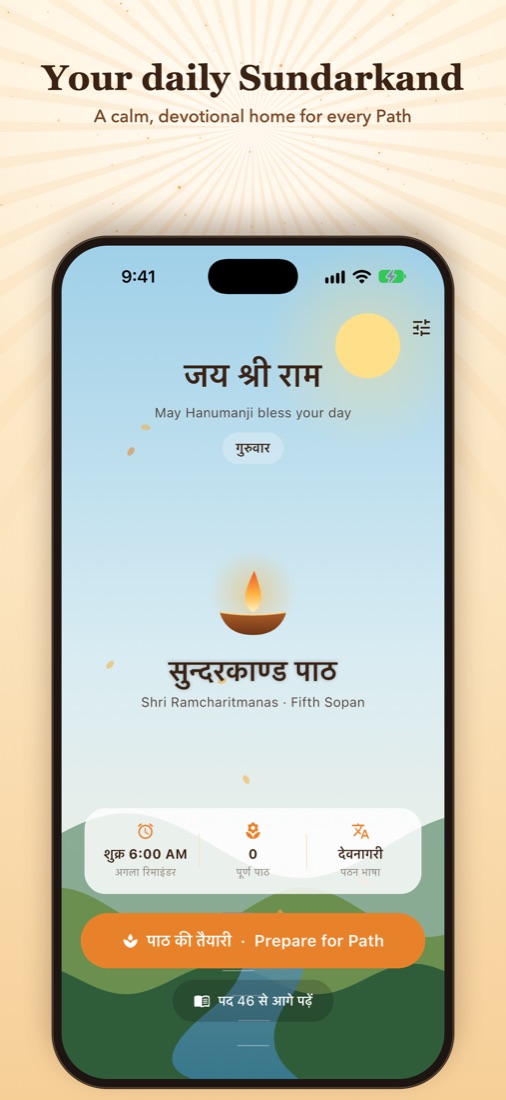 Your daily Sundarkand
A calm, devotional home for every Path
9:41
जय श्री राम
May Hanumanji bless your day
गुरुवार
सुन्दरकाण्ड पाठ
Shri Ramcharitmanas · Fifth Sopan
शुक्र 6:00 AM
अगला रिमाइंडर
0
पूर्ण पाठ
देवनागरी
पठन भाषा
पाठ की तैयारी · Prepare for Path
पद 46 से आगे पढ़ें